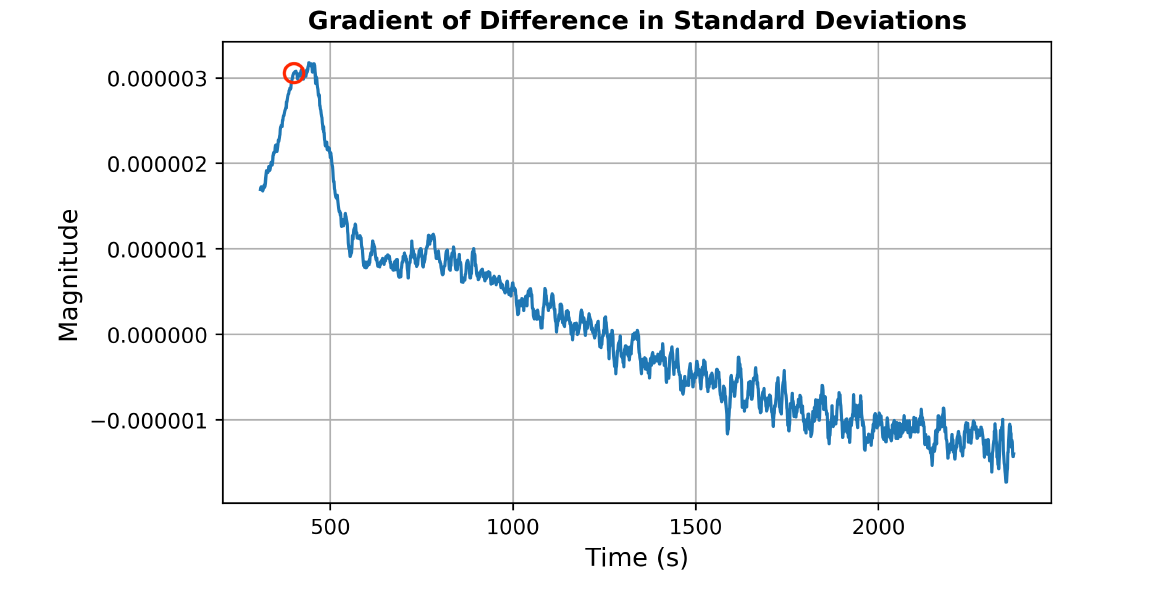 Gradient of Difference in Standard Deviations
0.000003
0.000002
0.000001
0.000000
−0.000001
Magnitude
500 1000 1500 2000
Time (s)